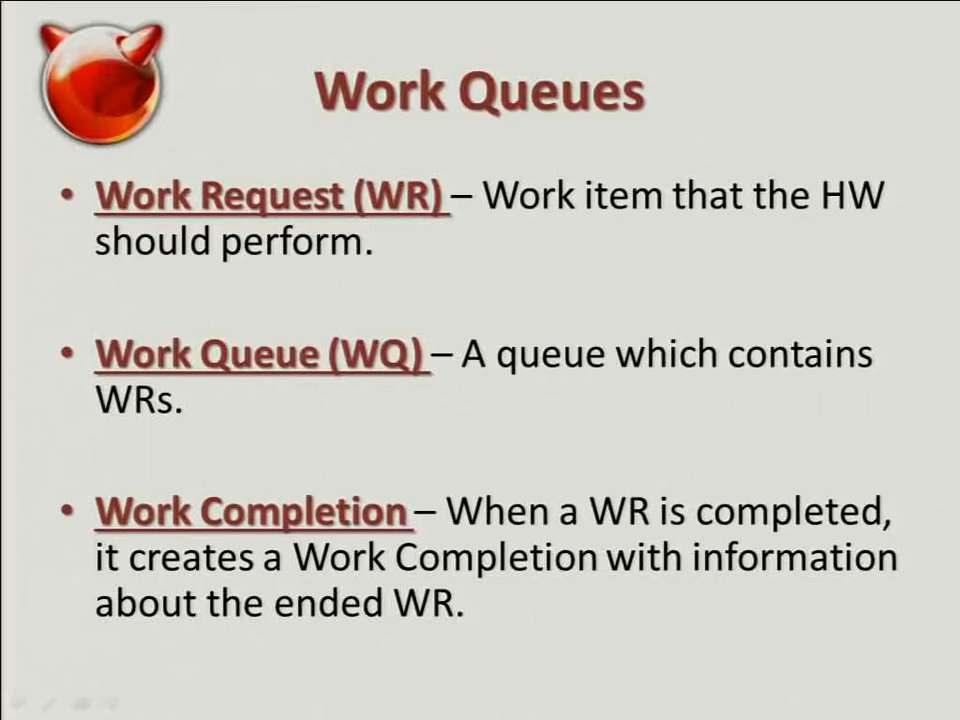 Work Queues
• Work Request (WR) – Work item that the HW
should perform.
• Work Queue (WQ) – A queue which contains
WRs.
• Work Completion – When a WR is completed,
it creates a Work Completion with information
about the ended WR.